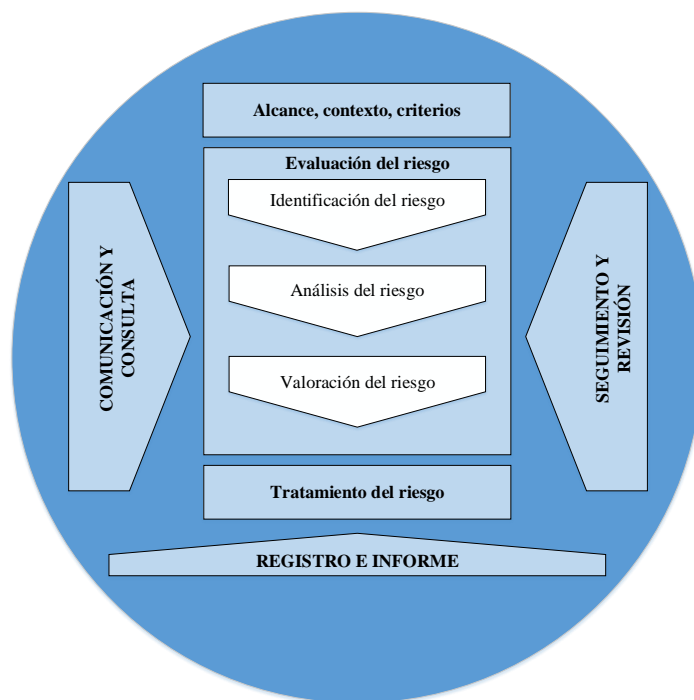 Alcance, contexto, criterios
Evaluación del riesgo
Identificación del riesgo
Análisis del riesgo
Valoración del riesgo
COMUNICACIÓN Y
CONSULTA
SEGUIMIENTO Y
REVISIÓN
Tratamiento del riesgo
REGISTRO E INFORME